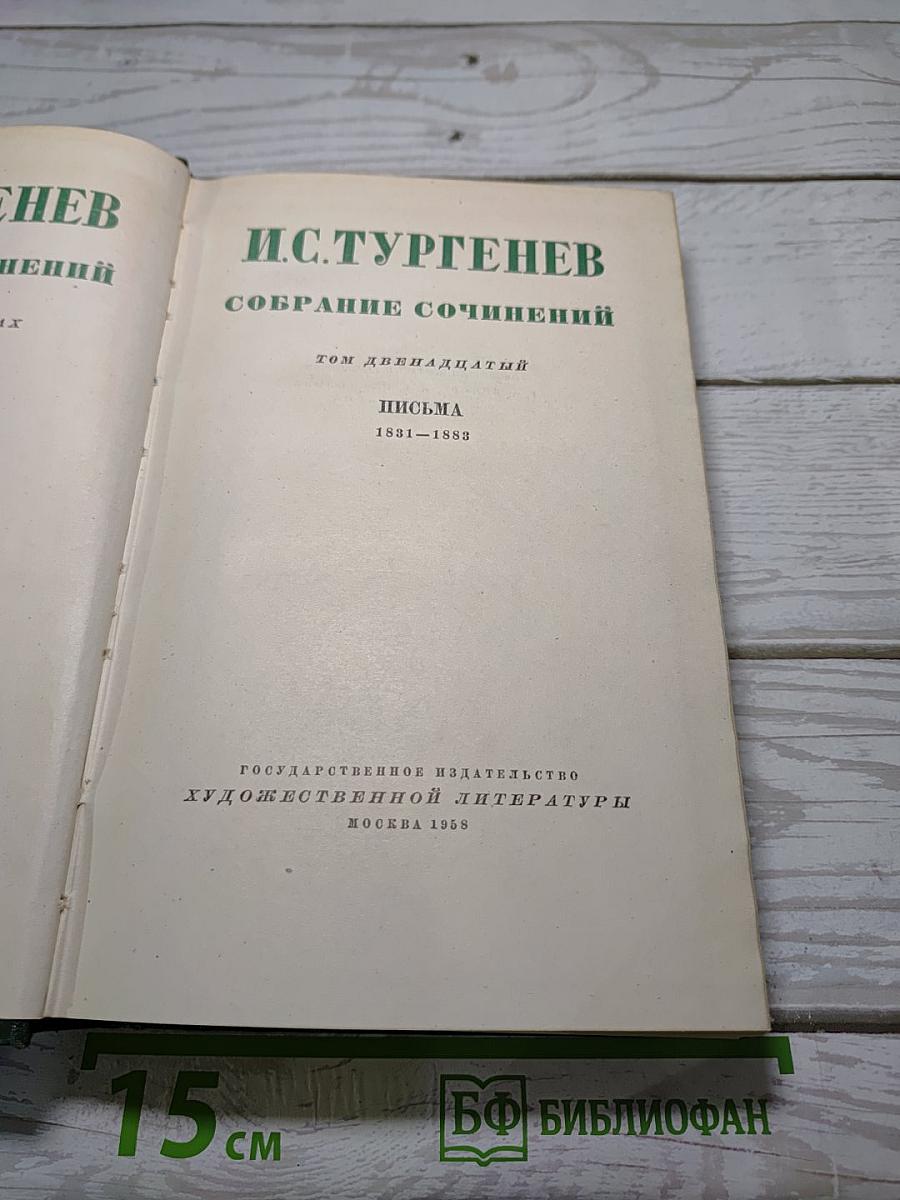 ЕНЕВ
НЕНИЙ
ЫХ
И.С.ТУРГЕНЕВ
СОБРАНИЕ СОЧИНЕНИЙ
ТОМ ДВЕНАДЦАТЫЙ
ПИСЬМА
1831—1883
ГОСУДАРСТВЕННОЕ ИЗДАТЕЛЬСТВО
ХУДОЖЕСТВЕННОЙ ЛИТЕРАТУРЫ
МОСКВА 1958
15 см
БФ БИБЛИОФАН